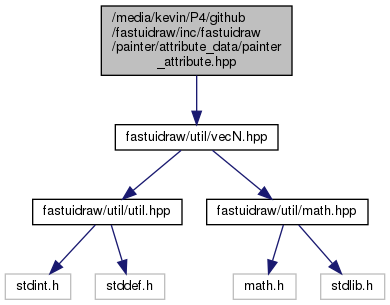 /media/kevin/P4/github
/fastuidraw/inc/fastuidraw
/painter/attribute_data/painter
_attribute.hpp
fastuidraw/util/vecN.hpp
fastuidraw/util/util.hpp
fastuidraw/util/math.hpp
stdint.h
stddef.h
math.h
stdlib.h